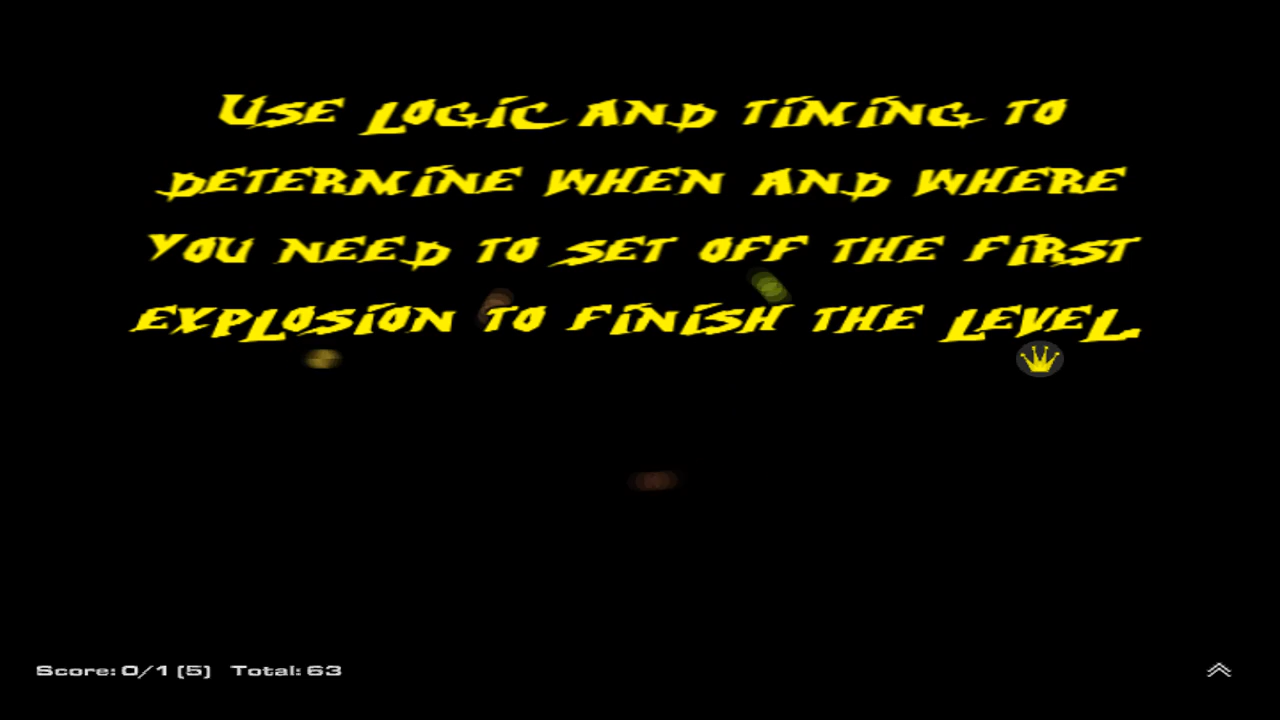 Use Logic and timing to
determine when and where
you need to set off the first
explosion to finish the level.
Score: 0/1 (5) Total: 63